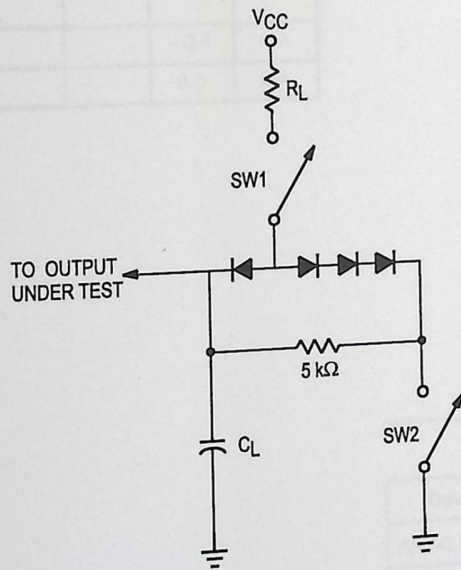 VCC
RL
SW1
TO OUTPUT
UNDER TEST
5 kΩ
SW2
CL